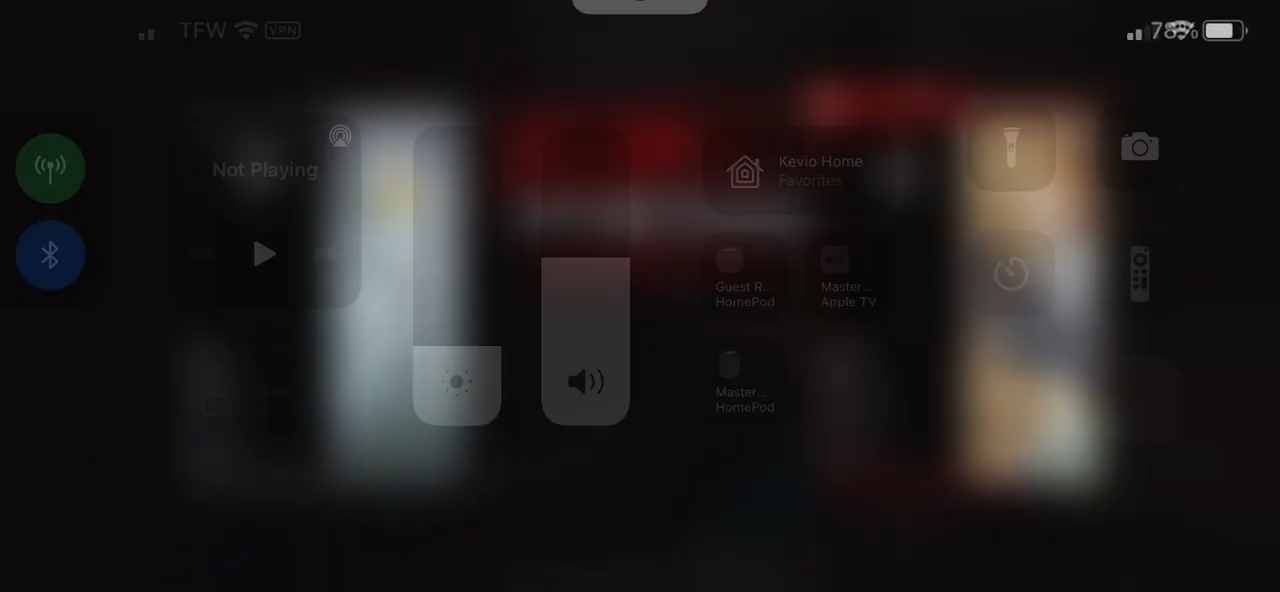 TFW VPN
78%
Not Playing
Kevio Home
Favorites
Guest R...
HomePod
Master...
Apple TV
Master...
HomePod